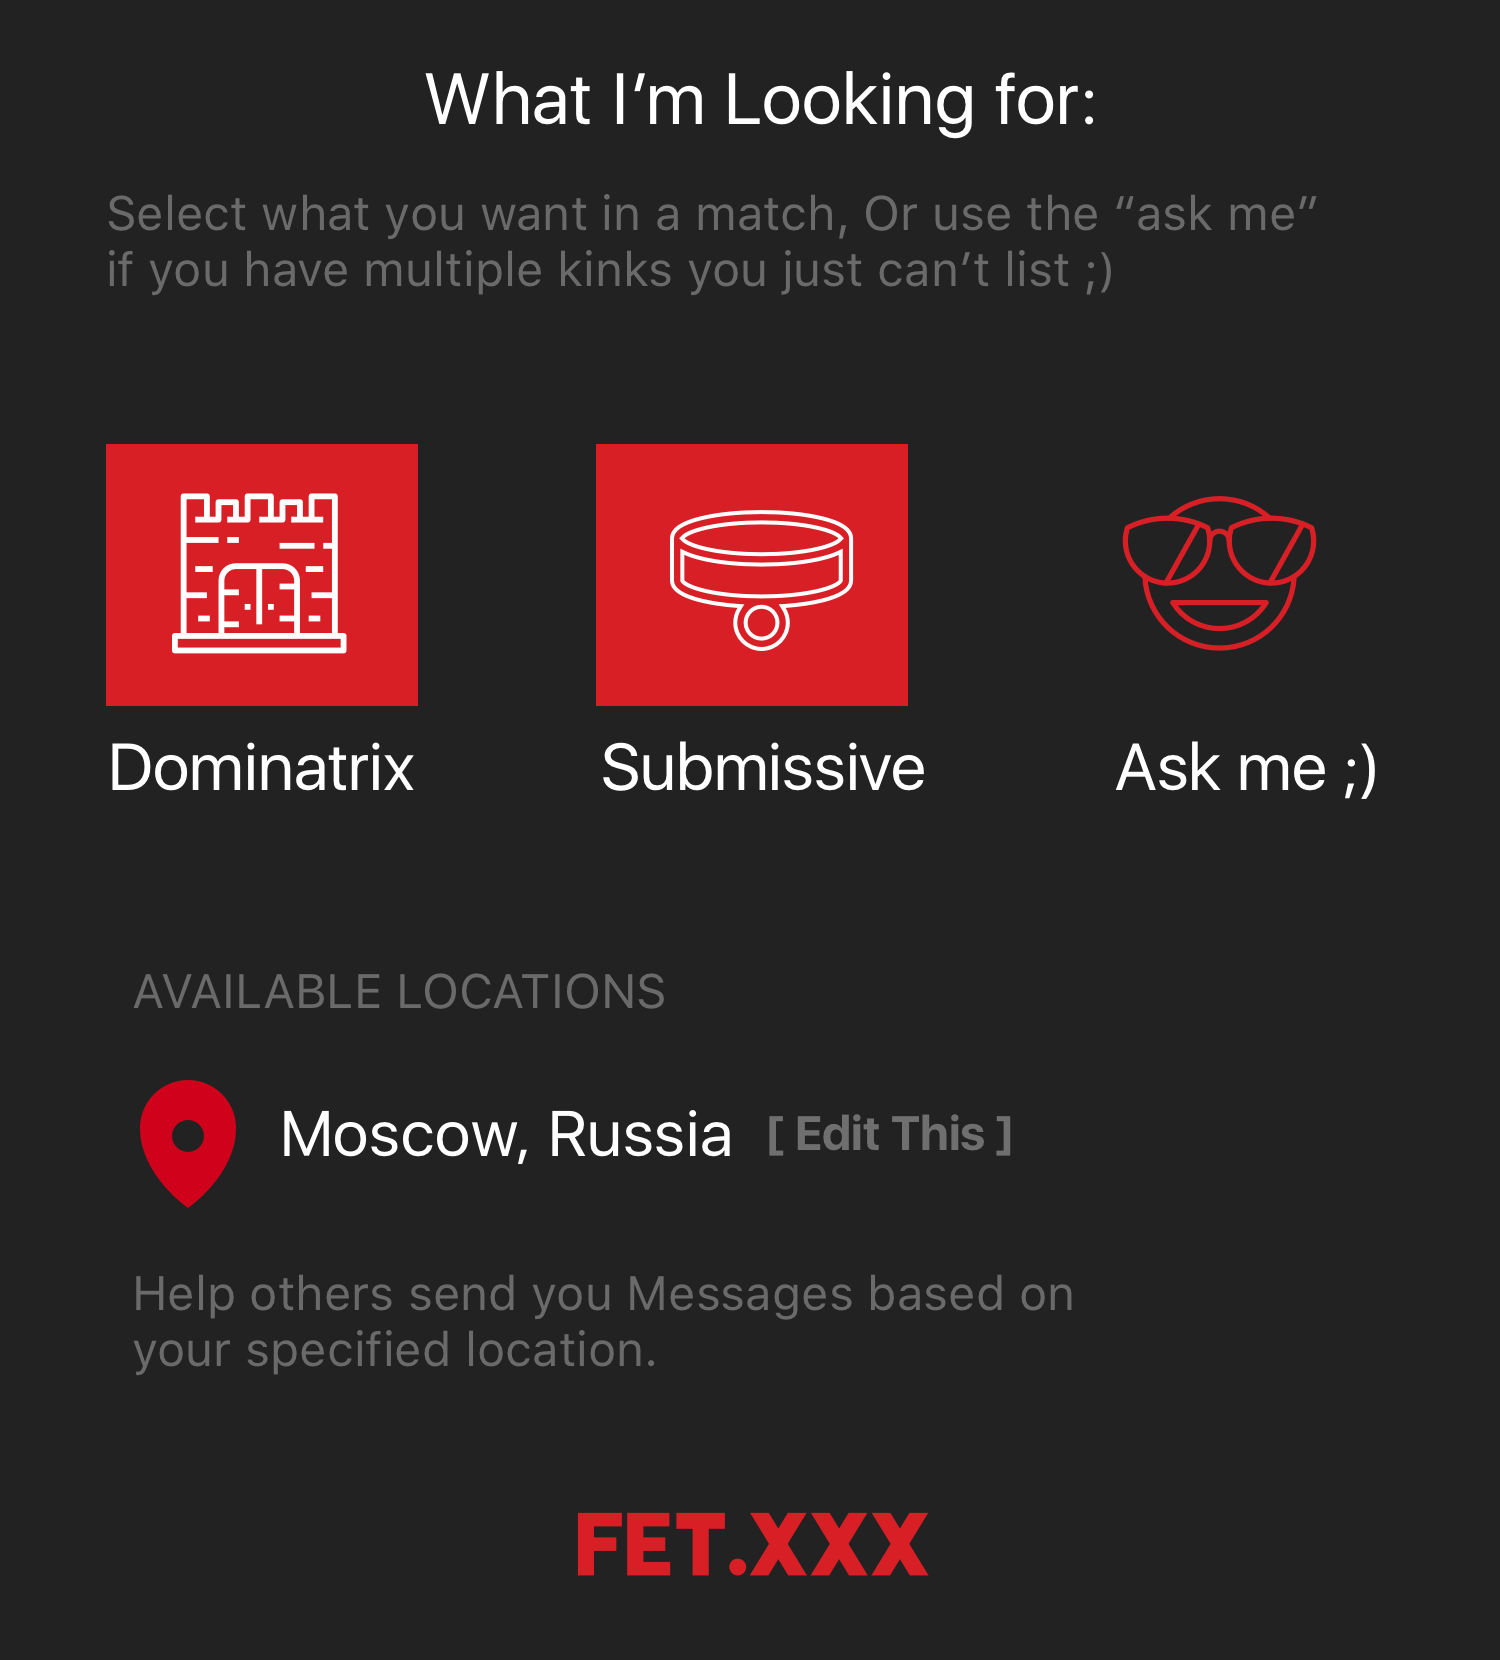 What I’m Looking for:
Select what you want in a match, Or use the “ask me”
if you have multiple kinks you just can’t list ;)
Dominatrix
Submissive
Ask me ;)
AVAILABLE LOCATIONS
Moscow, Russia [ Edit This ]
Help others send you Messages based on
your specified location.
FET.XXX